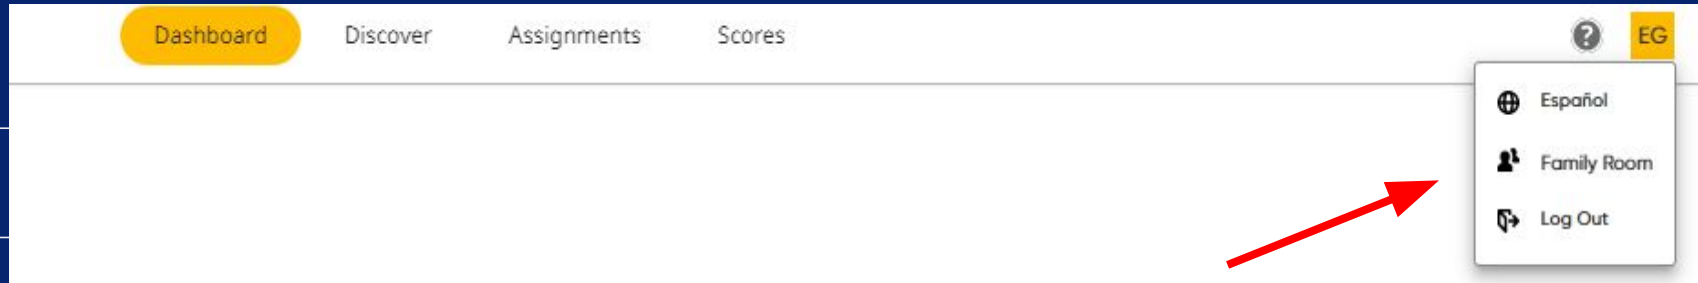 Dashboard Discover Assignments Scores ? EG
Español
Family Room
Log Out